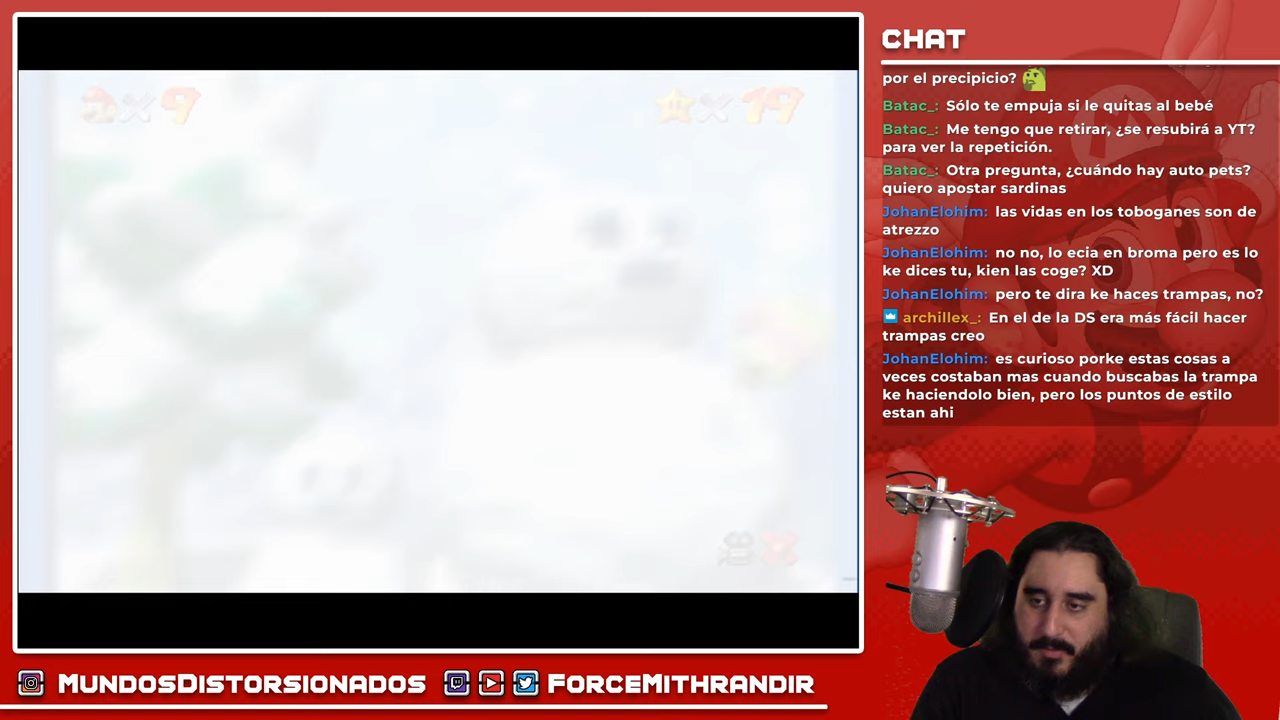 ×9
×19
CHAT
por el precipicio?
Batac_: Sólo te empuja si le quitas al bebé
Batac_: Me tengo que retirar, ¿se resubirá a YT?
para ver la repetición.
Batac_: Otra pregunta, ¿cuándo hay auto pets?
quiero apostar sardinas
JohanElohim: las vidas en los toboganes son de
atrezzo
JohanElohim: no no, lo ecia en broma pero es lo
ke dices tu, kien las coge? XD
JohanElohim: pero te dira ke haces trampas, no?
archillex_: En el de la DS era más fácil hacer
trampas creo
JohanElohim: es curioso porke estas cosas a
veces costaban mas cuando buscabas la trampa
ke haciendolo bien, pero los puntos de estilo
estan ahi
MUNDOSDISTORSIONADOS
FORCEMITHRANDIR